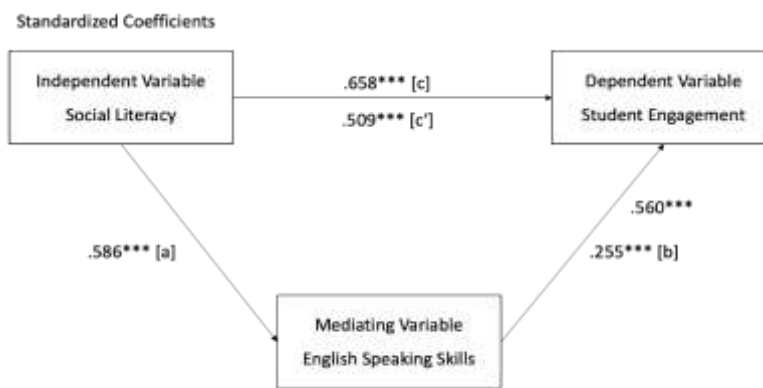 Standardized Coefficients
Independent Variable
Social Literacy
.658*** [c]
.509*** [c']
Dependent Variable
Student Engagement
.586*** [a]
.560***
.255*** [b]
Mediating Variable
English Speaking Skills